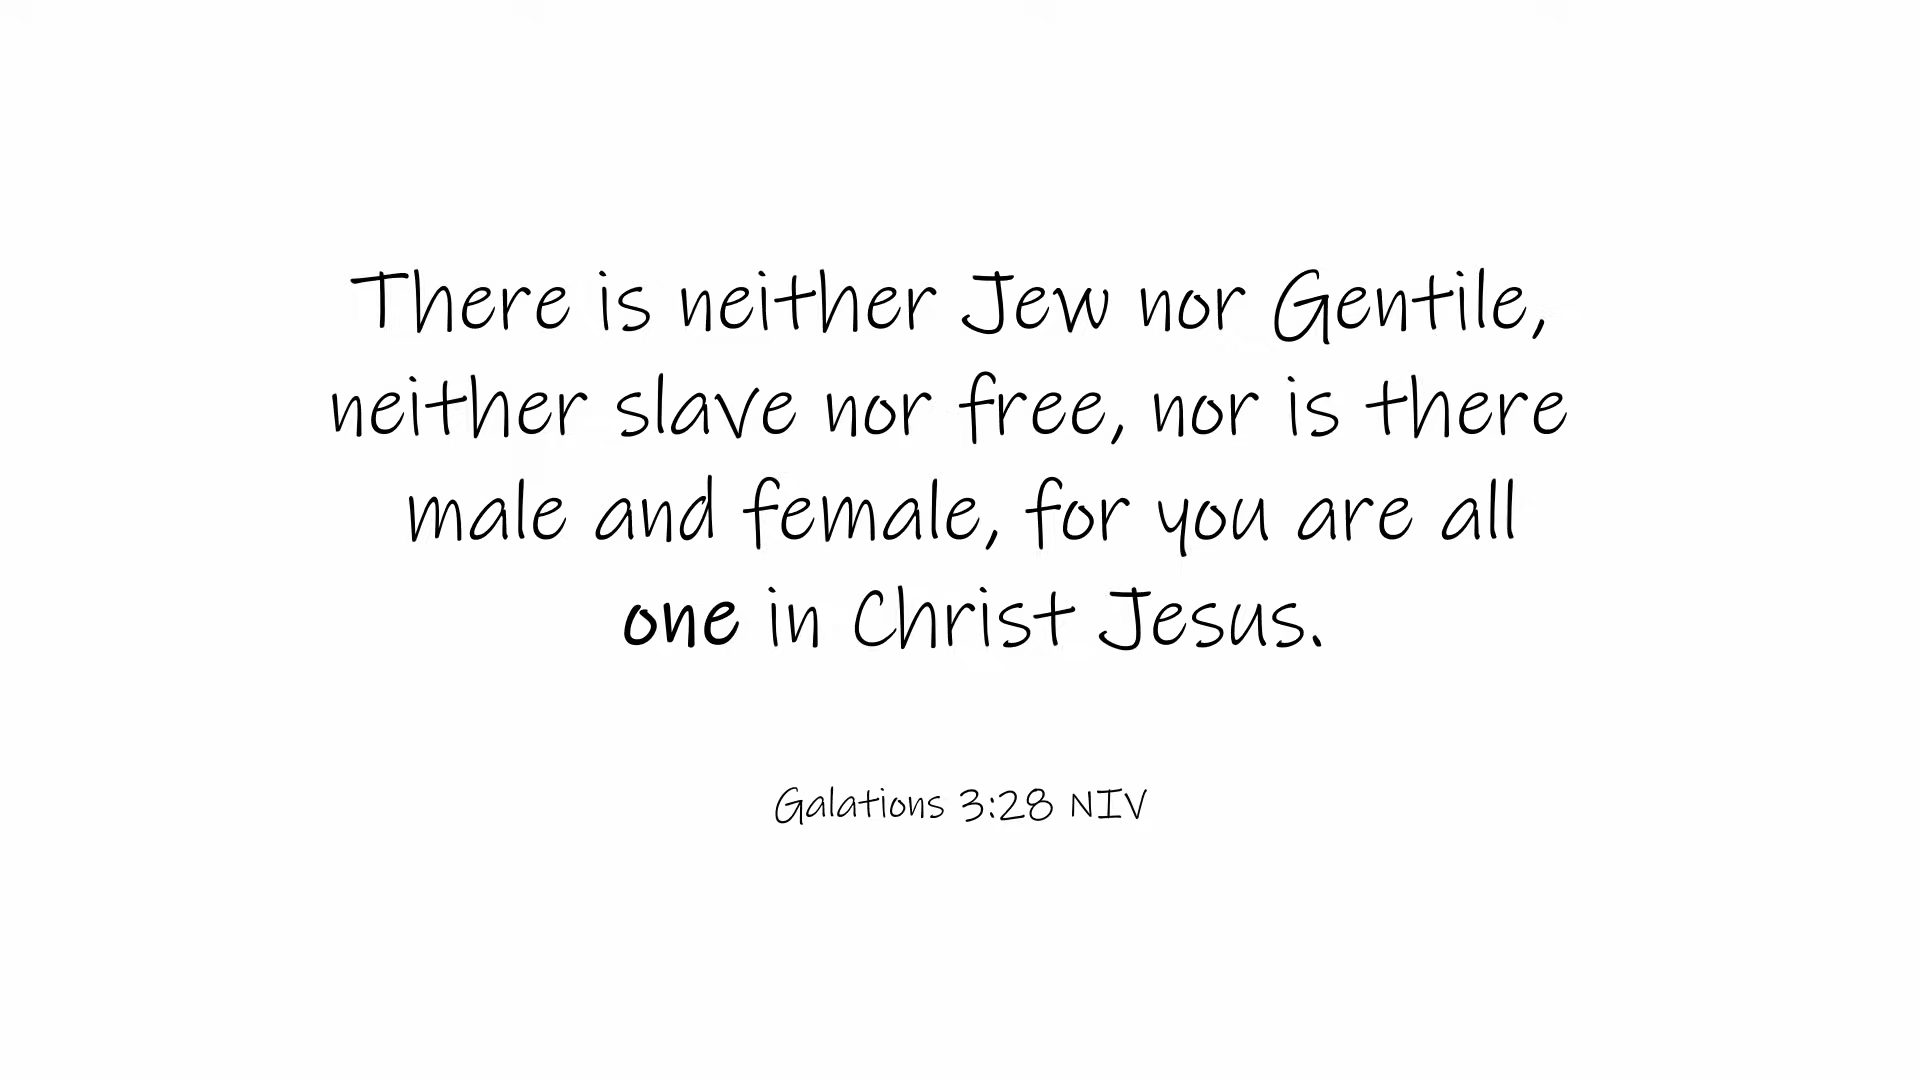 There is neither Jew nor Gentile,
neither slave nor free, nor is there
male and female, for you are all
one in Christ Jesus.
Galations 3:28 NIV